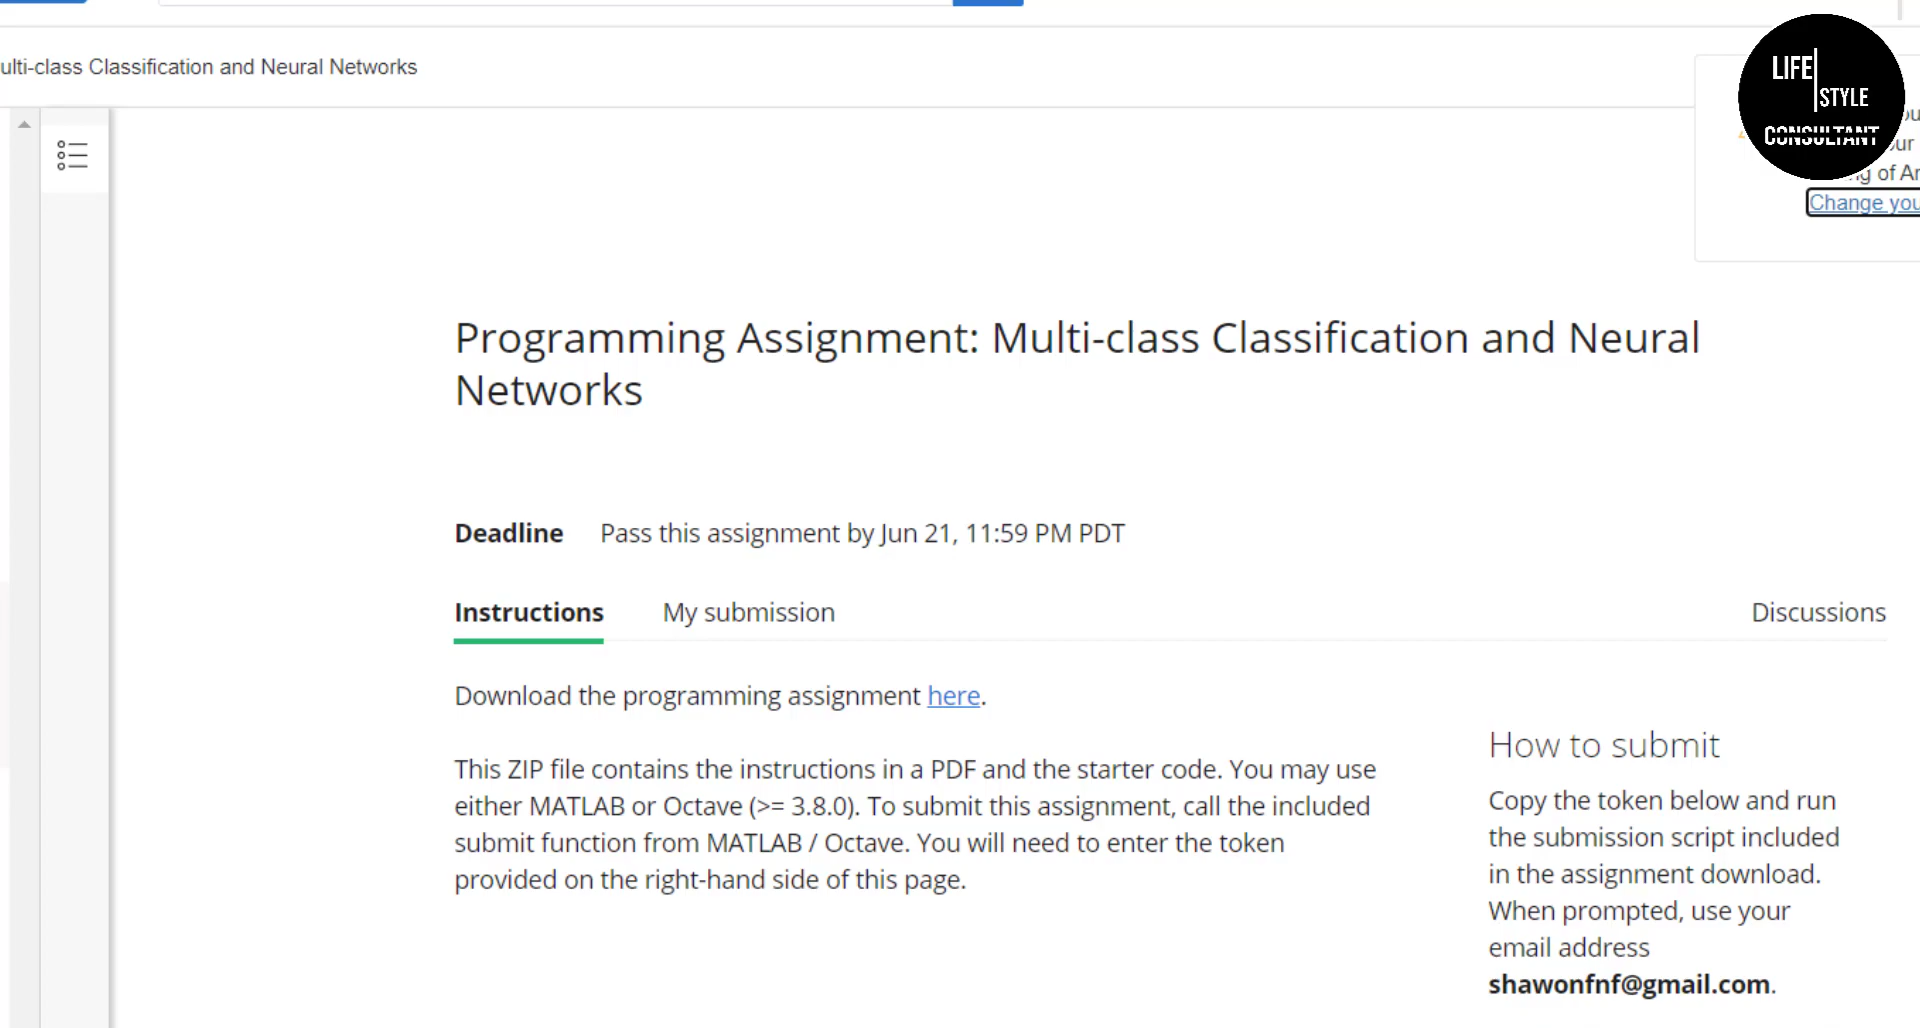 ulti-class Classification and Neural Networks
LIFE
STYLE
CONSULTANT
ur
g of Ar
Change you
Programming Assignment: Multi-class Classification and Neural
Networks
Deadline Pass this assignment by Jun 21, 11:59 PM PDT
Instructions My submission Discussions
Download the programming assignment here.
This ZIP file contains the instructions in a PDF and the starter code. You may use
either MATLAB or Octave (>= 3.8.0). To submit this assignment, call the included
submit function from MATLAB / Octave. You will need to enter the token
provided on the right-hand side of this page.
How to submit
Copy the token below and run
the submission script included
in the assignment download.
When prompted, use your
email address
shawonfnf@gmail.com.